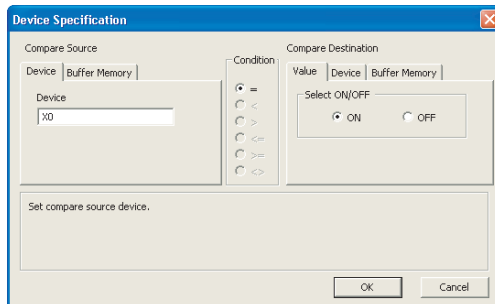 Device Specification
Compare Source
Device Buffer Memory
Device
X0
Condition
=
<
>
<=
>=
<>
Compare Destination
Value Device Buffer Memory
Select ON/OFF
ON OFF
Set compare source device.
OK Cancel